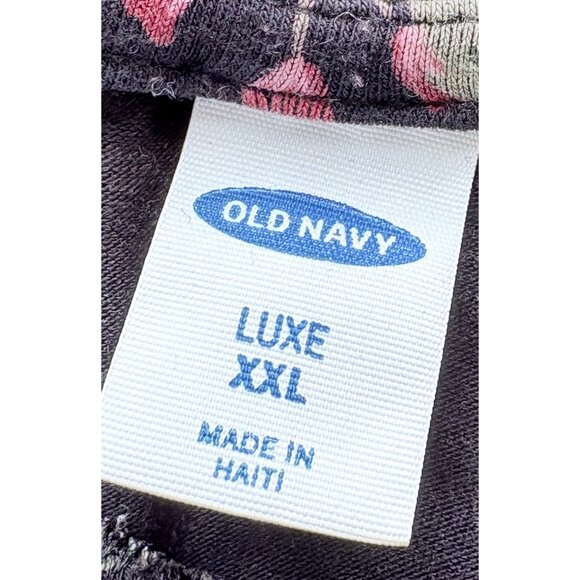 OLD NAVY
LUXE
XXL
MADE IN
HAITI